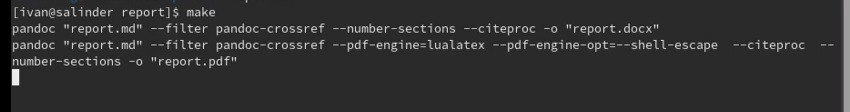 [ivan@salinder report]$ make
pandoc "report.md" --filter pandoc-crossref --number-sections --citeproc -o "report.docx"
pandoc "report.md" --filter pandoc-crossref --pdf-engine=lualatex --pdf-engine-opt=--shell-escape  --citeproc  --
number-sections -o "report.pdf"